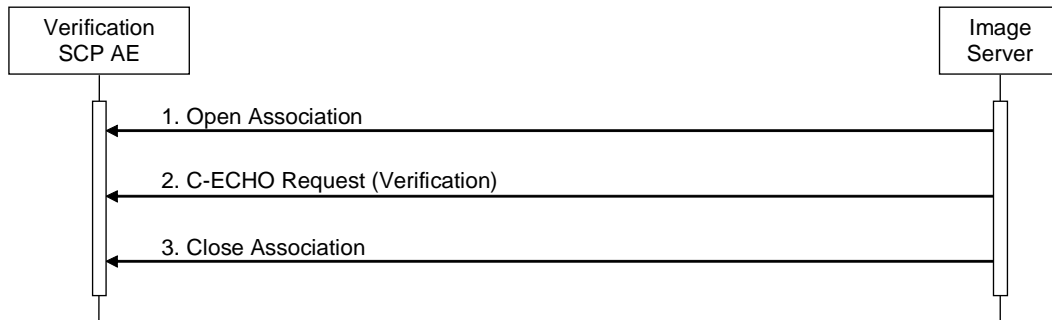 Verification
SCP AE
Image
Server
1. Open Association
2. C-ECHO Request (Verification)
3. Close Association